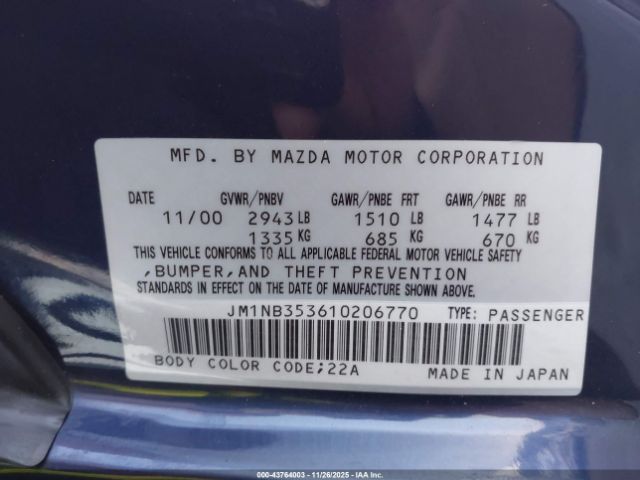 MFD. BY MAZDA MOTOR CORPORATION
DATE GVWR/PNBV GAWR/PNBE FRT GAWR/PNBE RR
11/00 2943 LB 1510 LB 1477 LB
1335 KG 685 KG 670 KG
THIS VEHICLE CONFORMS TO ALL APPLICABLE FEDERAL MOTOR VEHICLE SAFETY
,BUMPER,AND THEFT PREVENTION
STANDARDS IN EFFECT ON THE DATE OF MANUFACTURE SHOWN ABOVE.
JM1NB353610206770 TYPE: PASSENGER
BODY COLOR CODE;22A MADE IN JAPAN
000-43764003 | 11/26/2025 - IAA